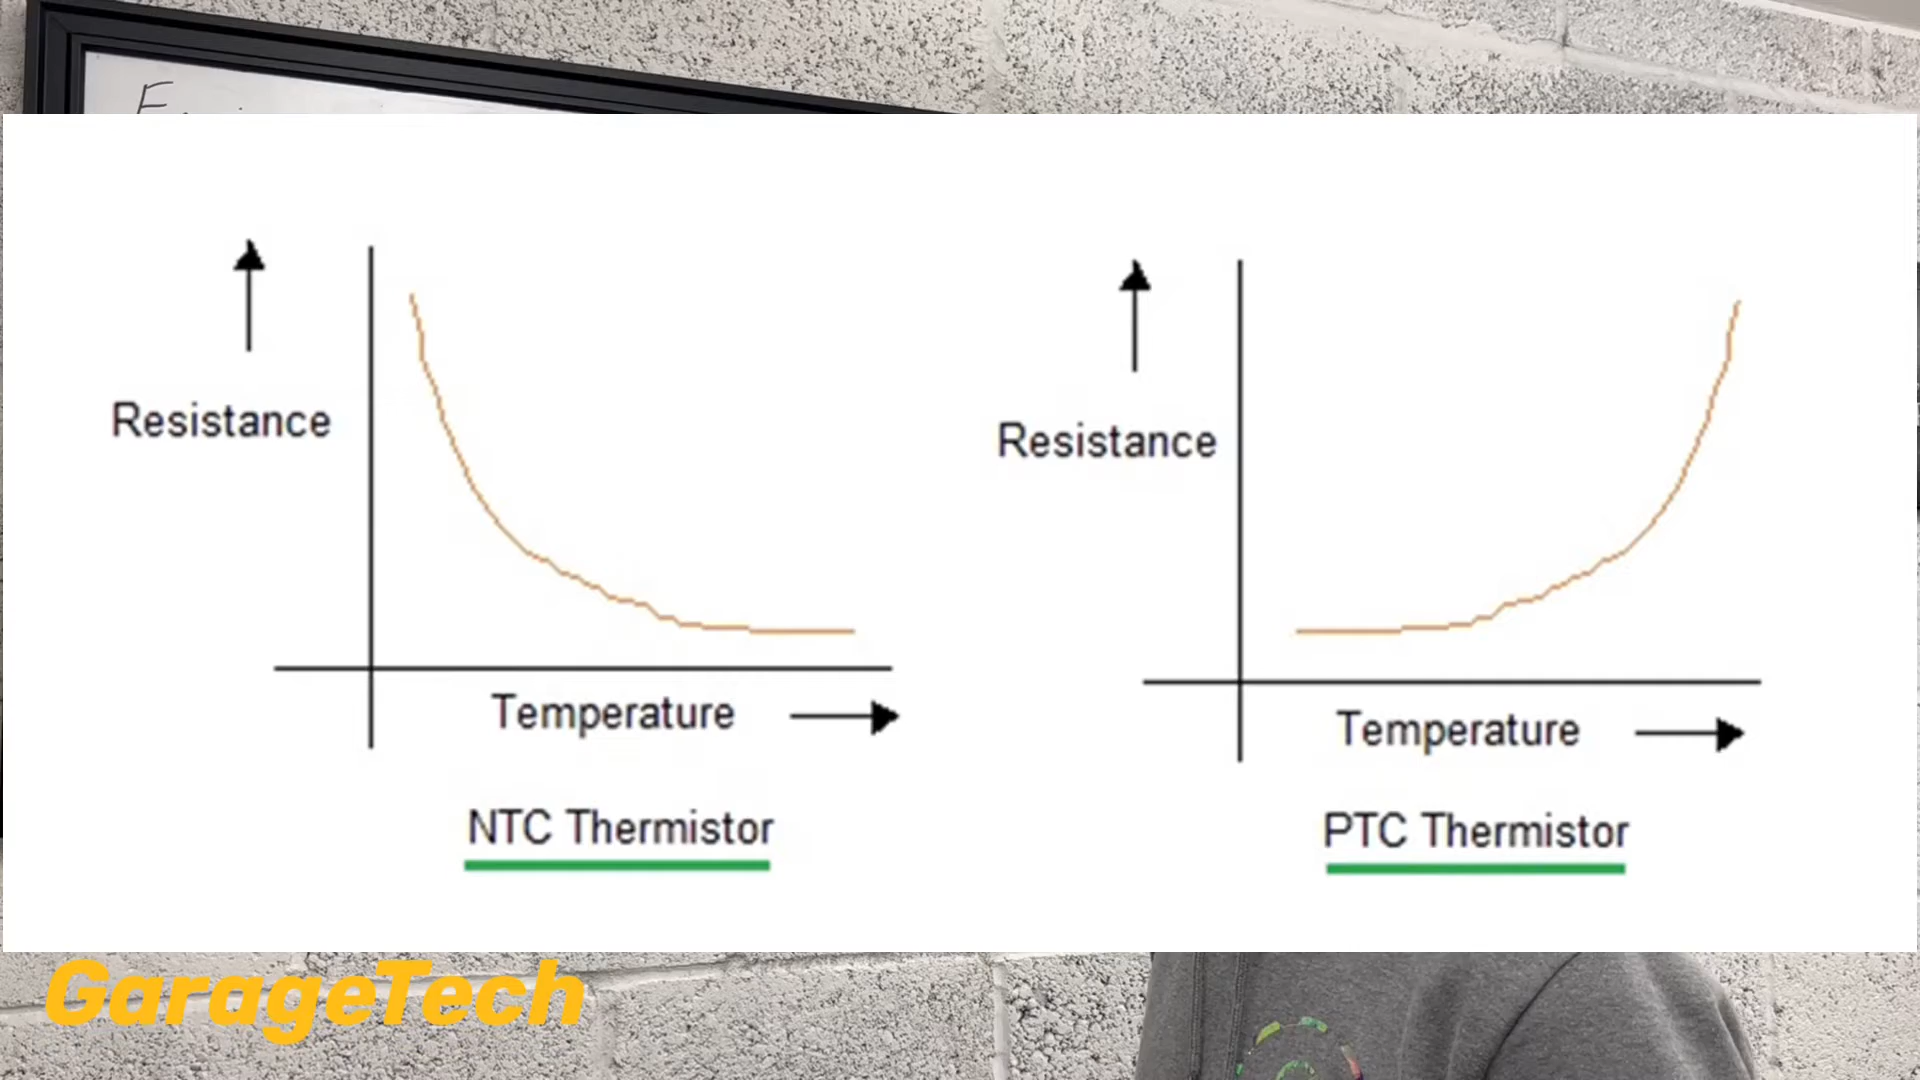 Resistance
Temperature
NTC Thermistor
Resistance
Temperature
PTC Thermistor
GarageTech